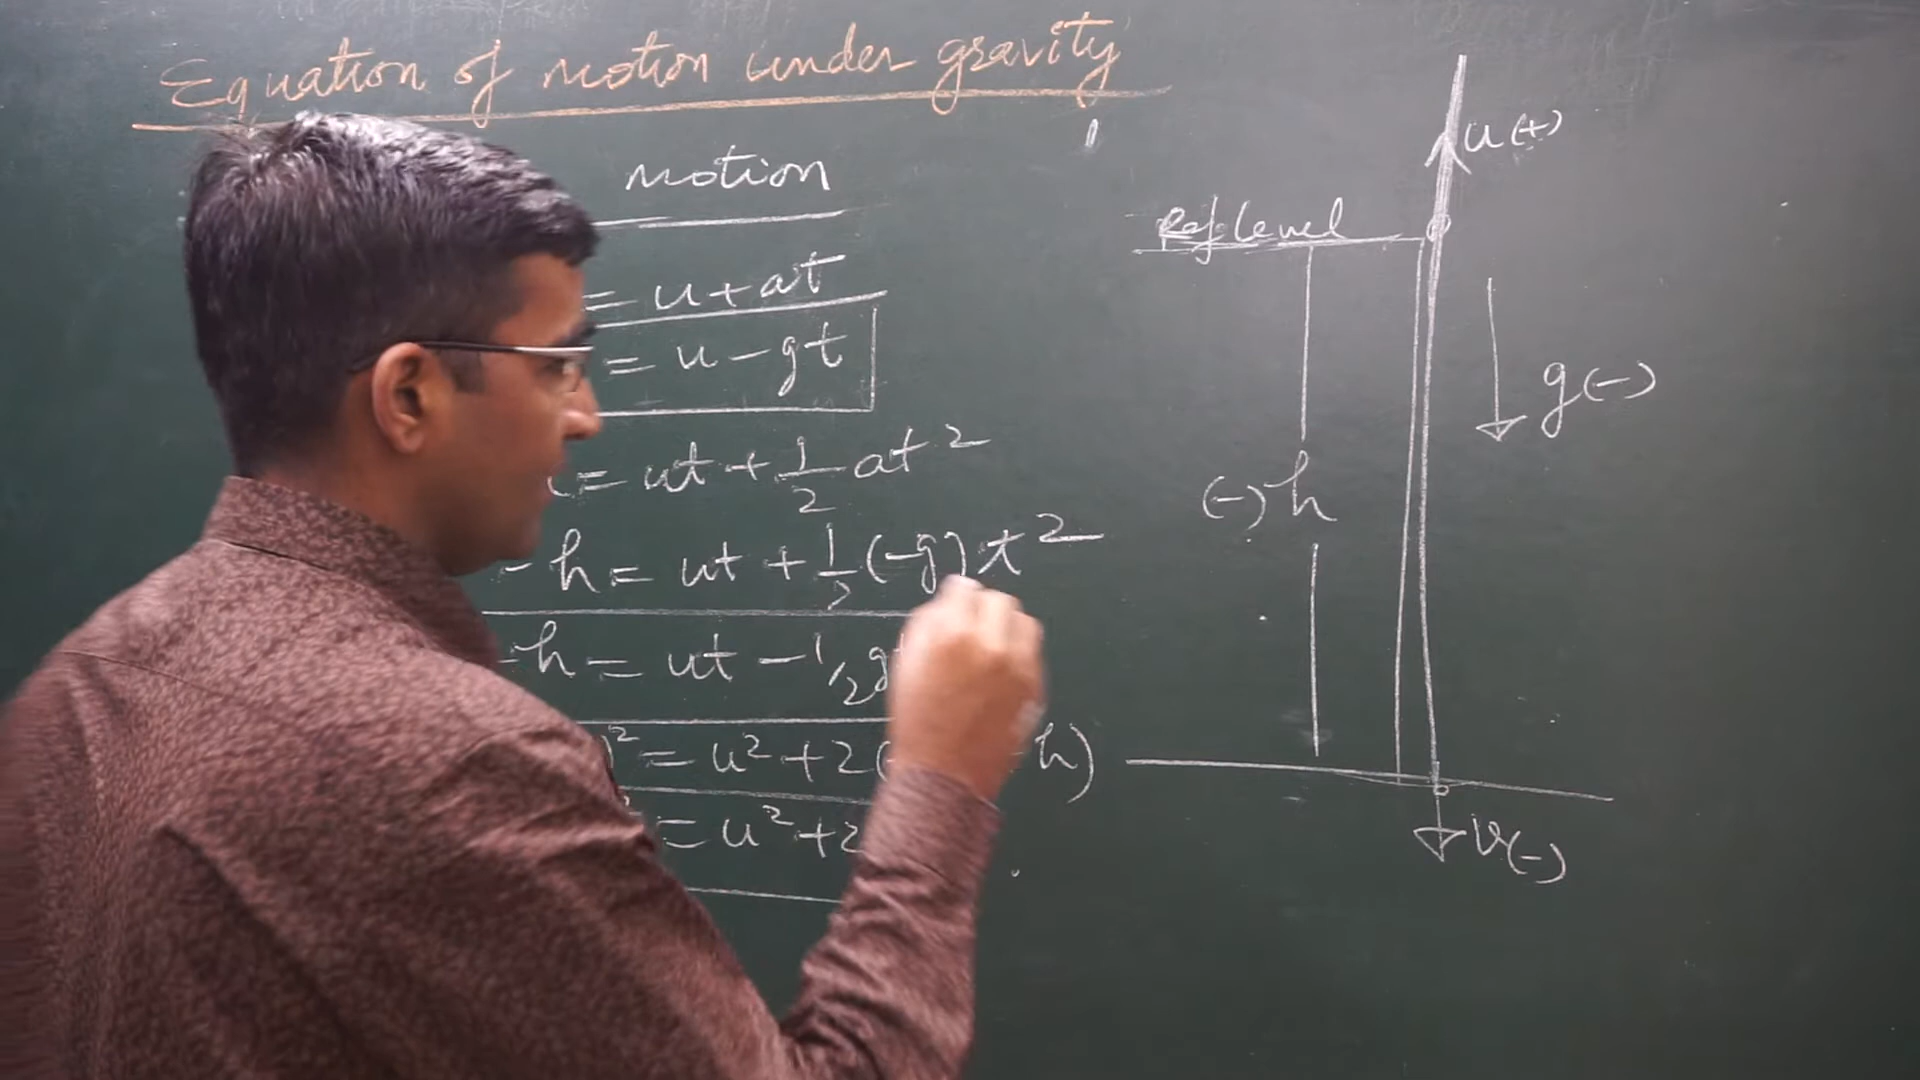 Equation of motion under gravity
motion
= u + at
= u - gt
= ut + 1/2 at²
- h = ut + 1/2 (-g) t²
- h = ut - 1/2 g
)² = u² + 2 ( h)
= u² + 2
u (+)
Ref level
g (-)
(-) h
v (-)